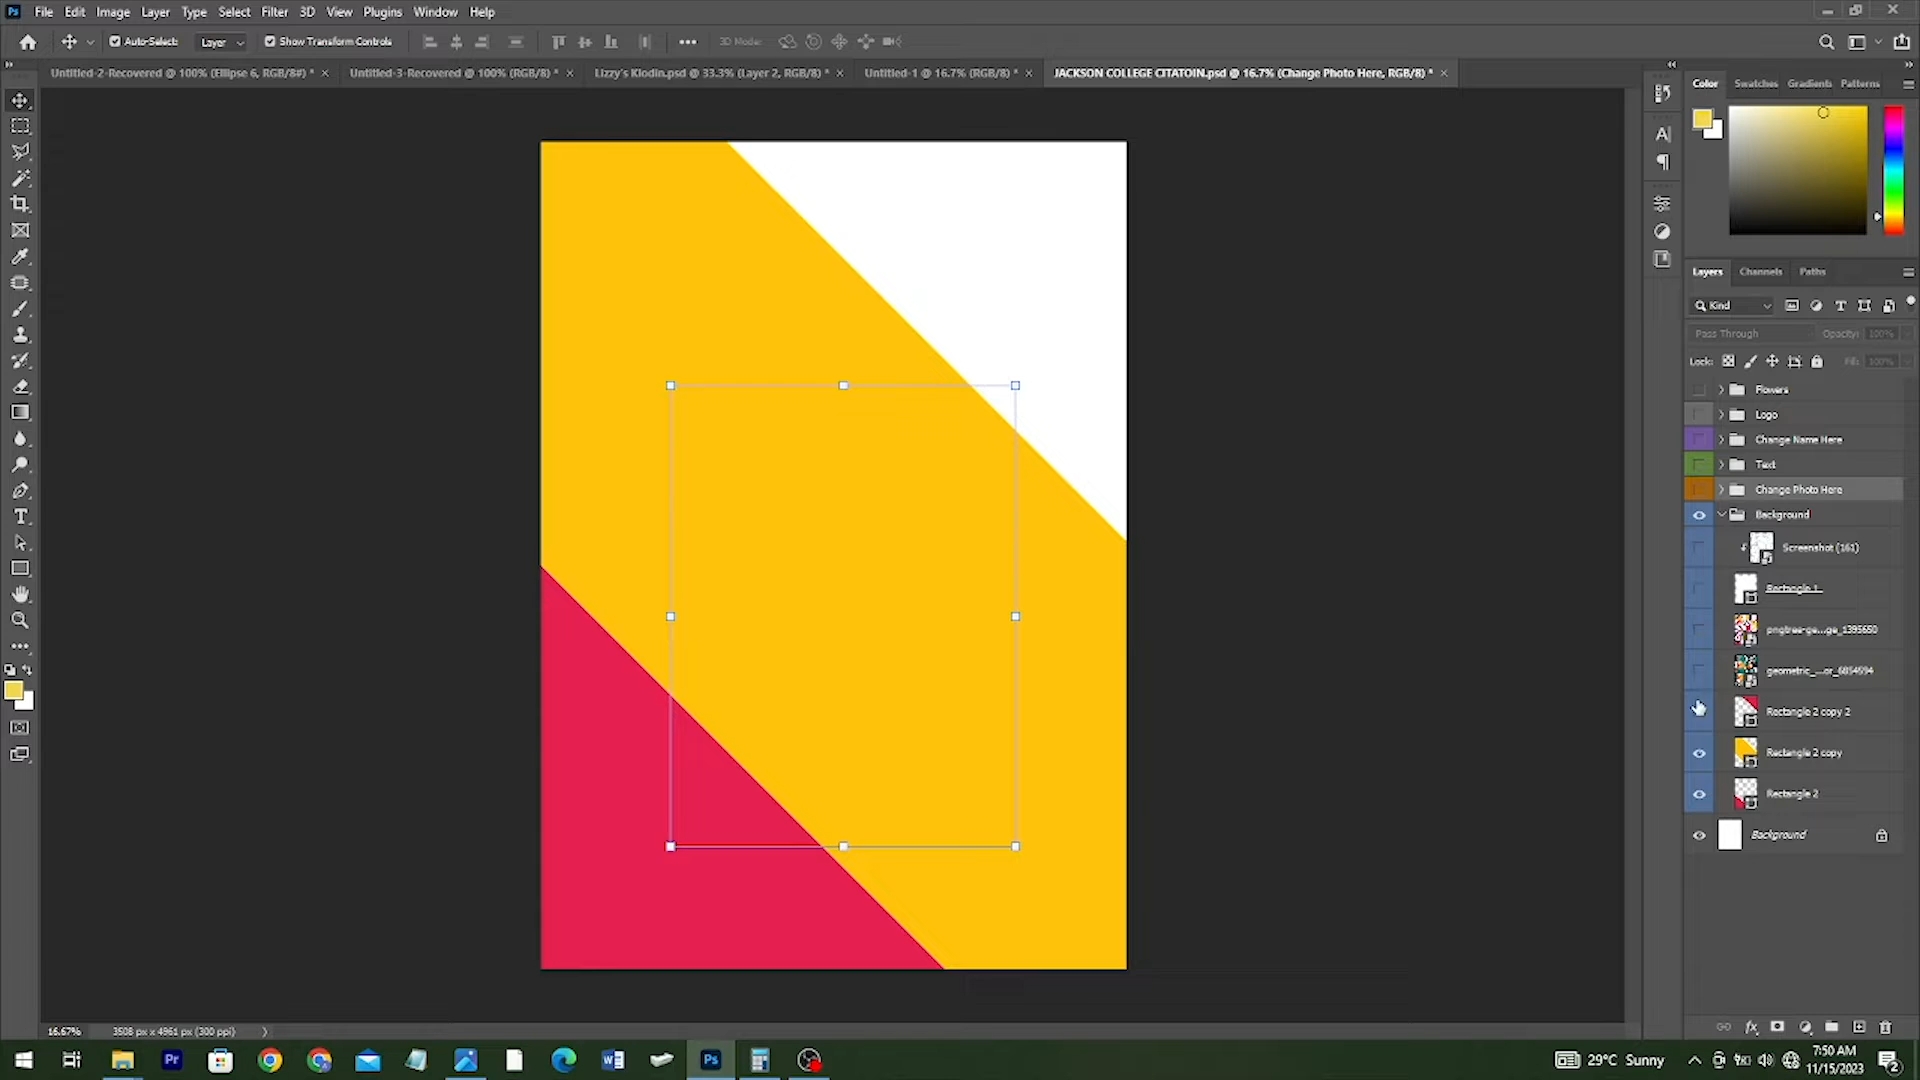 Ps File Edit Image Layer Type Select Filter 3D View Plugins Window Help
Auto-Select: Layer Show Transform Controls 3D Mode:
Untitled-2-Recovered @ 100% (Ellipse 6, RGB/8#) * Untitled-3-Recovered @ 100% (RGB/8) * Lizzy's Klodin.psd @ 33.3% (Layer 2, RGB/8) * Untitled-1 @ 16.7% (RGB/8) * JACKSON COLLEGE CITATOIN.psd @ 16.7% (Change Photo Here, RGB/8) *
Color Swatches Gradients Patterns
Layers Channels Paths
Kind
Pass Through Opacity: 100%
Lock: Fill: 100%
Flowers
Logo
Change Name Here
Text
Change Photo Here
Background
Screenshot (161)
Rectangle 1
pngtree-ge...ge_1395650
geometric_...or_6854594
Rectangle 2 copy 2
Rectangle 2 copy
Rectangle 2
Background
16.67% 3508 px x 4961 px (300 ppi)
Pr Ps 29°C Sunny
7:50 AM
11/15/2023
2